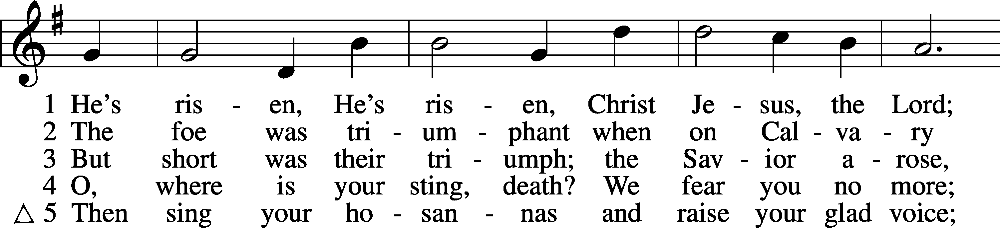 1 He's ris - en, He's ris - en, Christ Je - sus, the Lord;
2 The foe was tri - um - phant when on Cal - va - ry
3 But short was their tri - umph; the Sav - ior a - rose,
4 O, where is your sting, death? We fear you no more;
△ 5 Then sing your ho - san - nas and raise your glad voice;